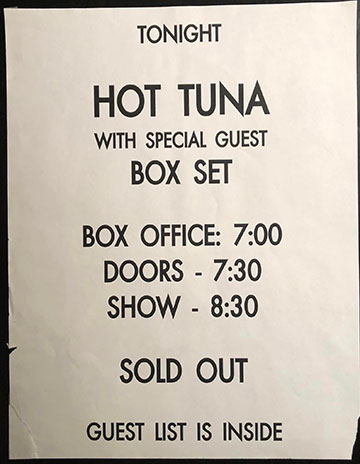 TONIGHT
HOT TUNA
WITH SPECIAL GUEST
BOX SET
BOX OFFICE: 7:00
DOORS - 7:30
SHOW - 8:30
SOLD OUT
GUEST LIST IS INSIDE